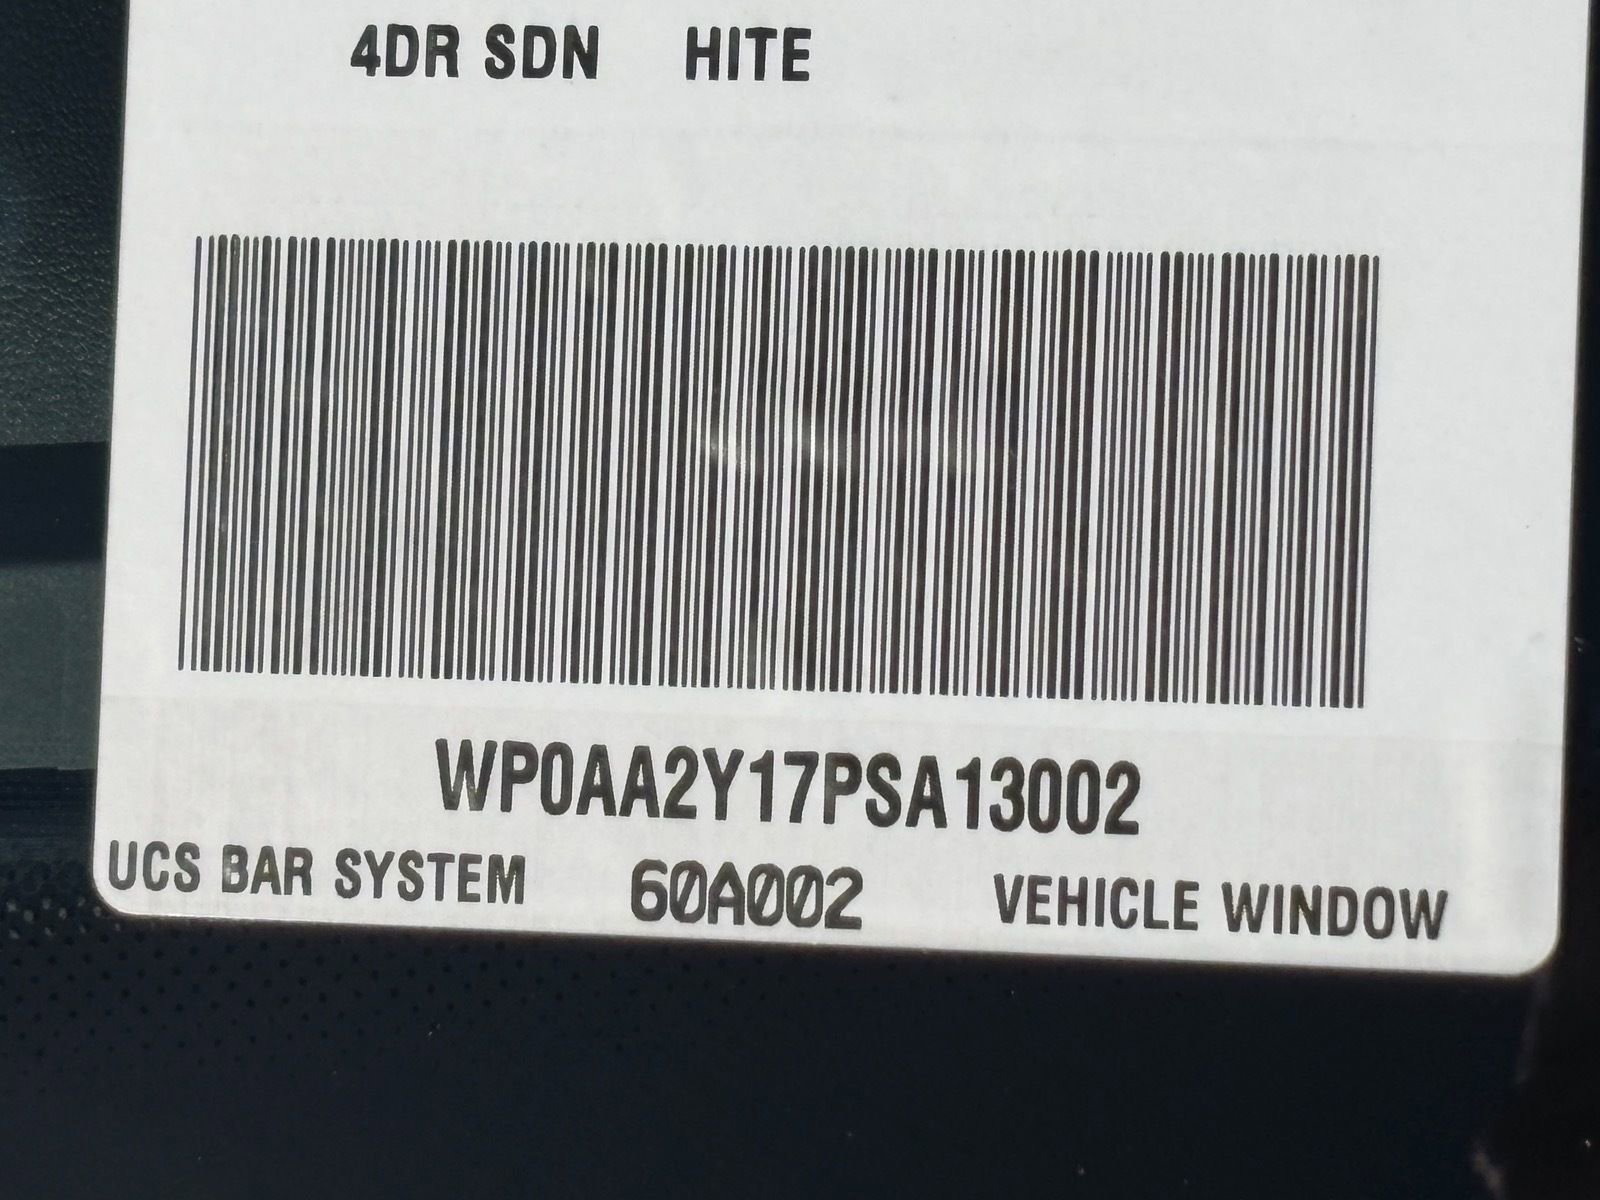 4DR SDN HITE
WP0AA2Y17PSA13002
UCS BAR SYSTEM 60A002 VEHICLE WINDOW